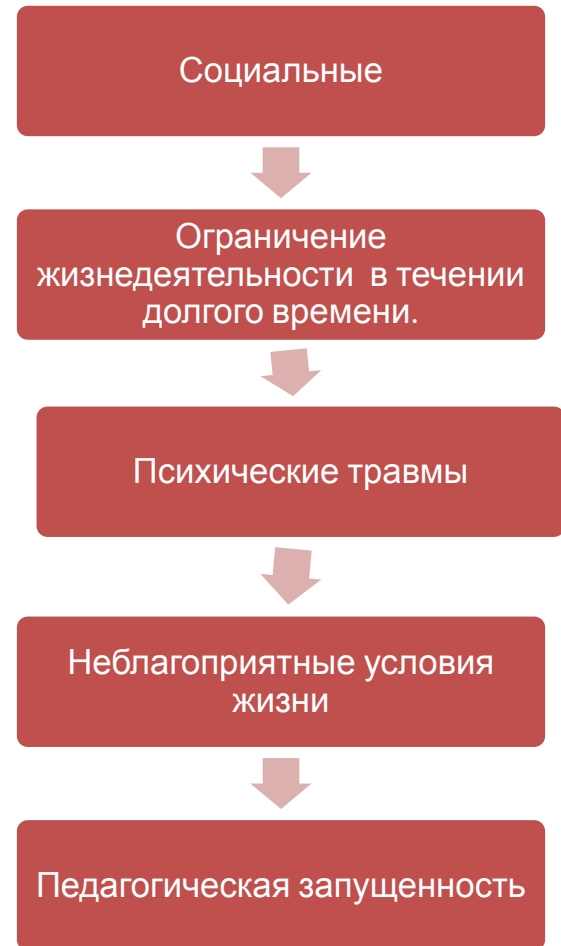 Социальные
Ограничение
жизнедеятельности в течении
долгого времени.
Психические травмы
Неблагоприятные условия
жизни
Педагогическая запущенность